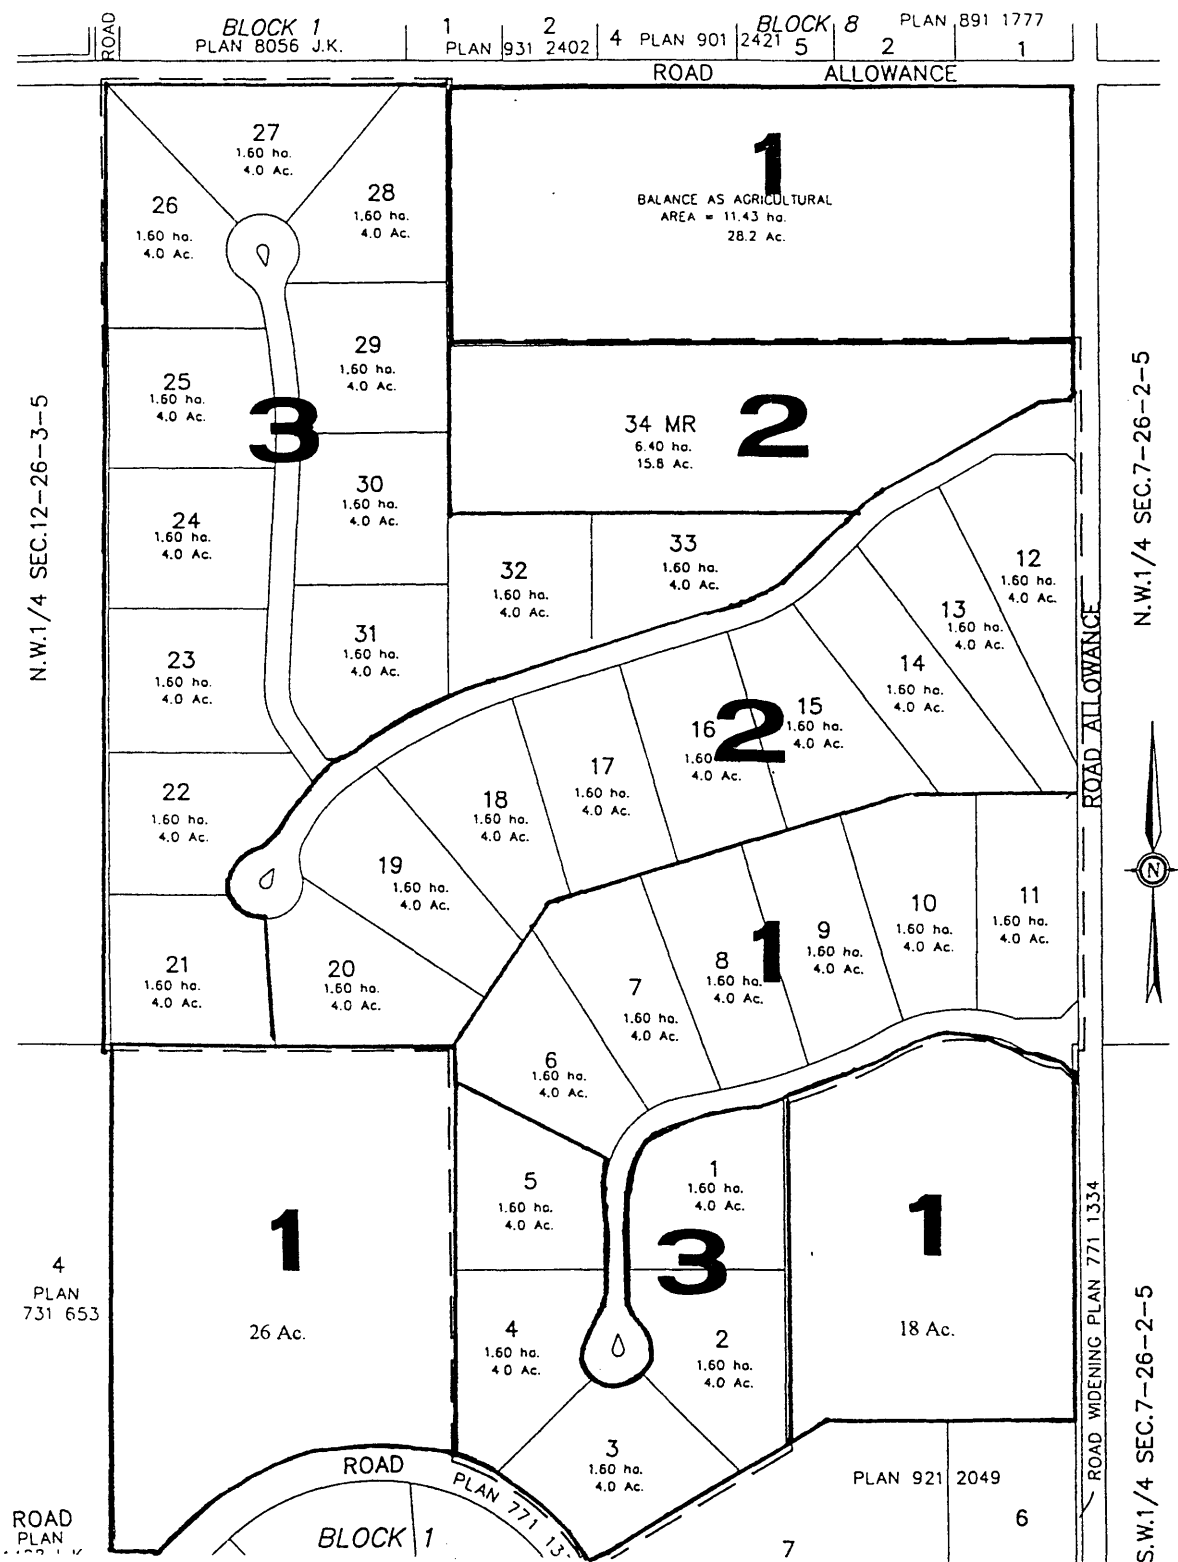 ROAD
BLOCK 1
PLAN 8056 J.K.
1
2
PLAN 931 2402
4 PLAN 901 2421
BLOCK 8
5
PLAN 891 1777
2
1
ROAD ALLOWANCE
27
1.60 ha.
4.0 Ac.
26
1.60 ha.
4.0 Ac.
28
1.60 ha.
4.0 Ac.
1
BALANCE AS AGRICULTURAL
AREA = 11.43 ha.
28.2 Ac.
25
1.60 ha.
4.0 Ac.
29
1.60 ha.
4.0 Ac.
3
34 MR
6.40 ha.
15.8 Ac.
2
N.W.1/4 SEC.12-26-3-5
N.W.1/4 SEC.7-26-2-5
24
1.60 ha.
4.0 Ac.
30
1.60 ha.
4.0 Ac.
32
1.60 ha.
4.0 Ac.
33
1.60 ha.
4.0 Ac.
12
1.60 ha.
4.0 Ac.
13
1.60 ha.
4.0 Ac.
23
1.60 ha.
4.0 Ac.
31
1.60 ha.
4.0 Ac.
14
1.60 ha.
4.0 Ac.
15
1.60 ha.
4.0 Ac.
16
1.60
4.0 Ac.
2
ROAD ALLOWANCE
22
1.60 ha.
4.0 Ac.
17
1.60 ha.
4.0 Ac.
18
1.60 ha.
4.0 Ac.
19
1.60 ha.
4.0 Ac.
N
21
1.60 ha.
4.0 Ac.
20
1.60 ha.
4.0 Ac.
7
1.60 ha.
4.0 Ac.
8
1.60 ha.
4.0 Ac.
1
9
1.60 ha.
4.0 Ac.
10
1.60 ha.
4.0 Ac.
11
1.60 ha.
4.0 Ac.
6
1.60 ha.
4.0 Ac.
5
1.60 ha.
4.0 Ac.
1
1.60 ha.
4.0 Ac.
3
1
26 Ac.
1
18 Ac.
4
PLAN
731 653
4
1.60 ha.
4.0 Ac.
2
1.60 ha.
4.0 Ac.
3
1.60 ha.
4.0 Ac.
ROAD WIDENING PLAN 771 1334
S.W.1/4 SEC.7-26-2-5
ROAD
PLAN 771
PLAN 921 2049
6
7
BLOCK 1
ROAD
PLAN